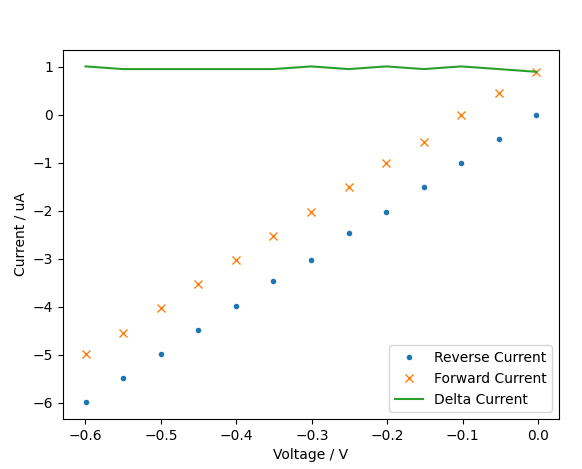 1
0
−1
−2
−3
−4
−5
−6
Current / uA
Reverse Current
Forward Current
Delta Current
−0.6 −0.5 −0.4 −0.3 −0.2 −0.1 0.0
Voltage / V